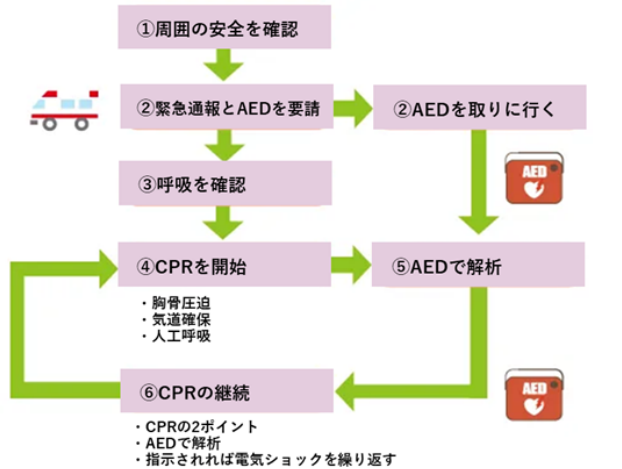 ①周囲の安全を確認
②緊急通報とAEDを要請
②AEDを取りに行く
AED
③呼吸を確認
④CPRを開始
⑤AEDで解析
・胸骨圧迫
・気道確保
・人工呼吸
⑥CPRの継続
AED
・CPRの2ポイント
・AEDで解析
・指示されれば電気ショックを繰り返す